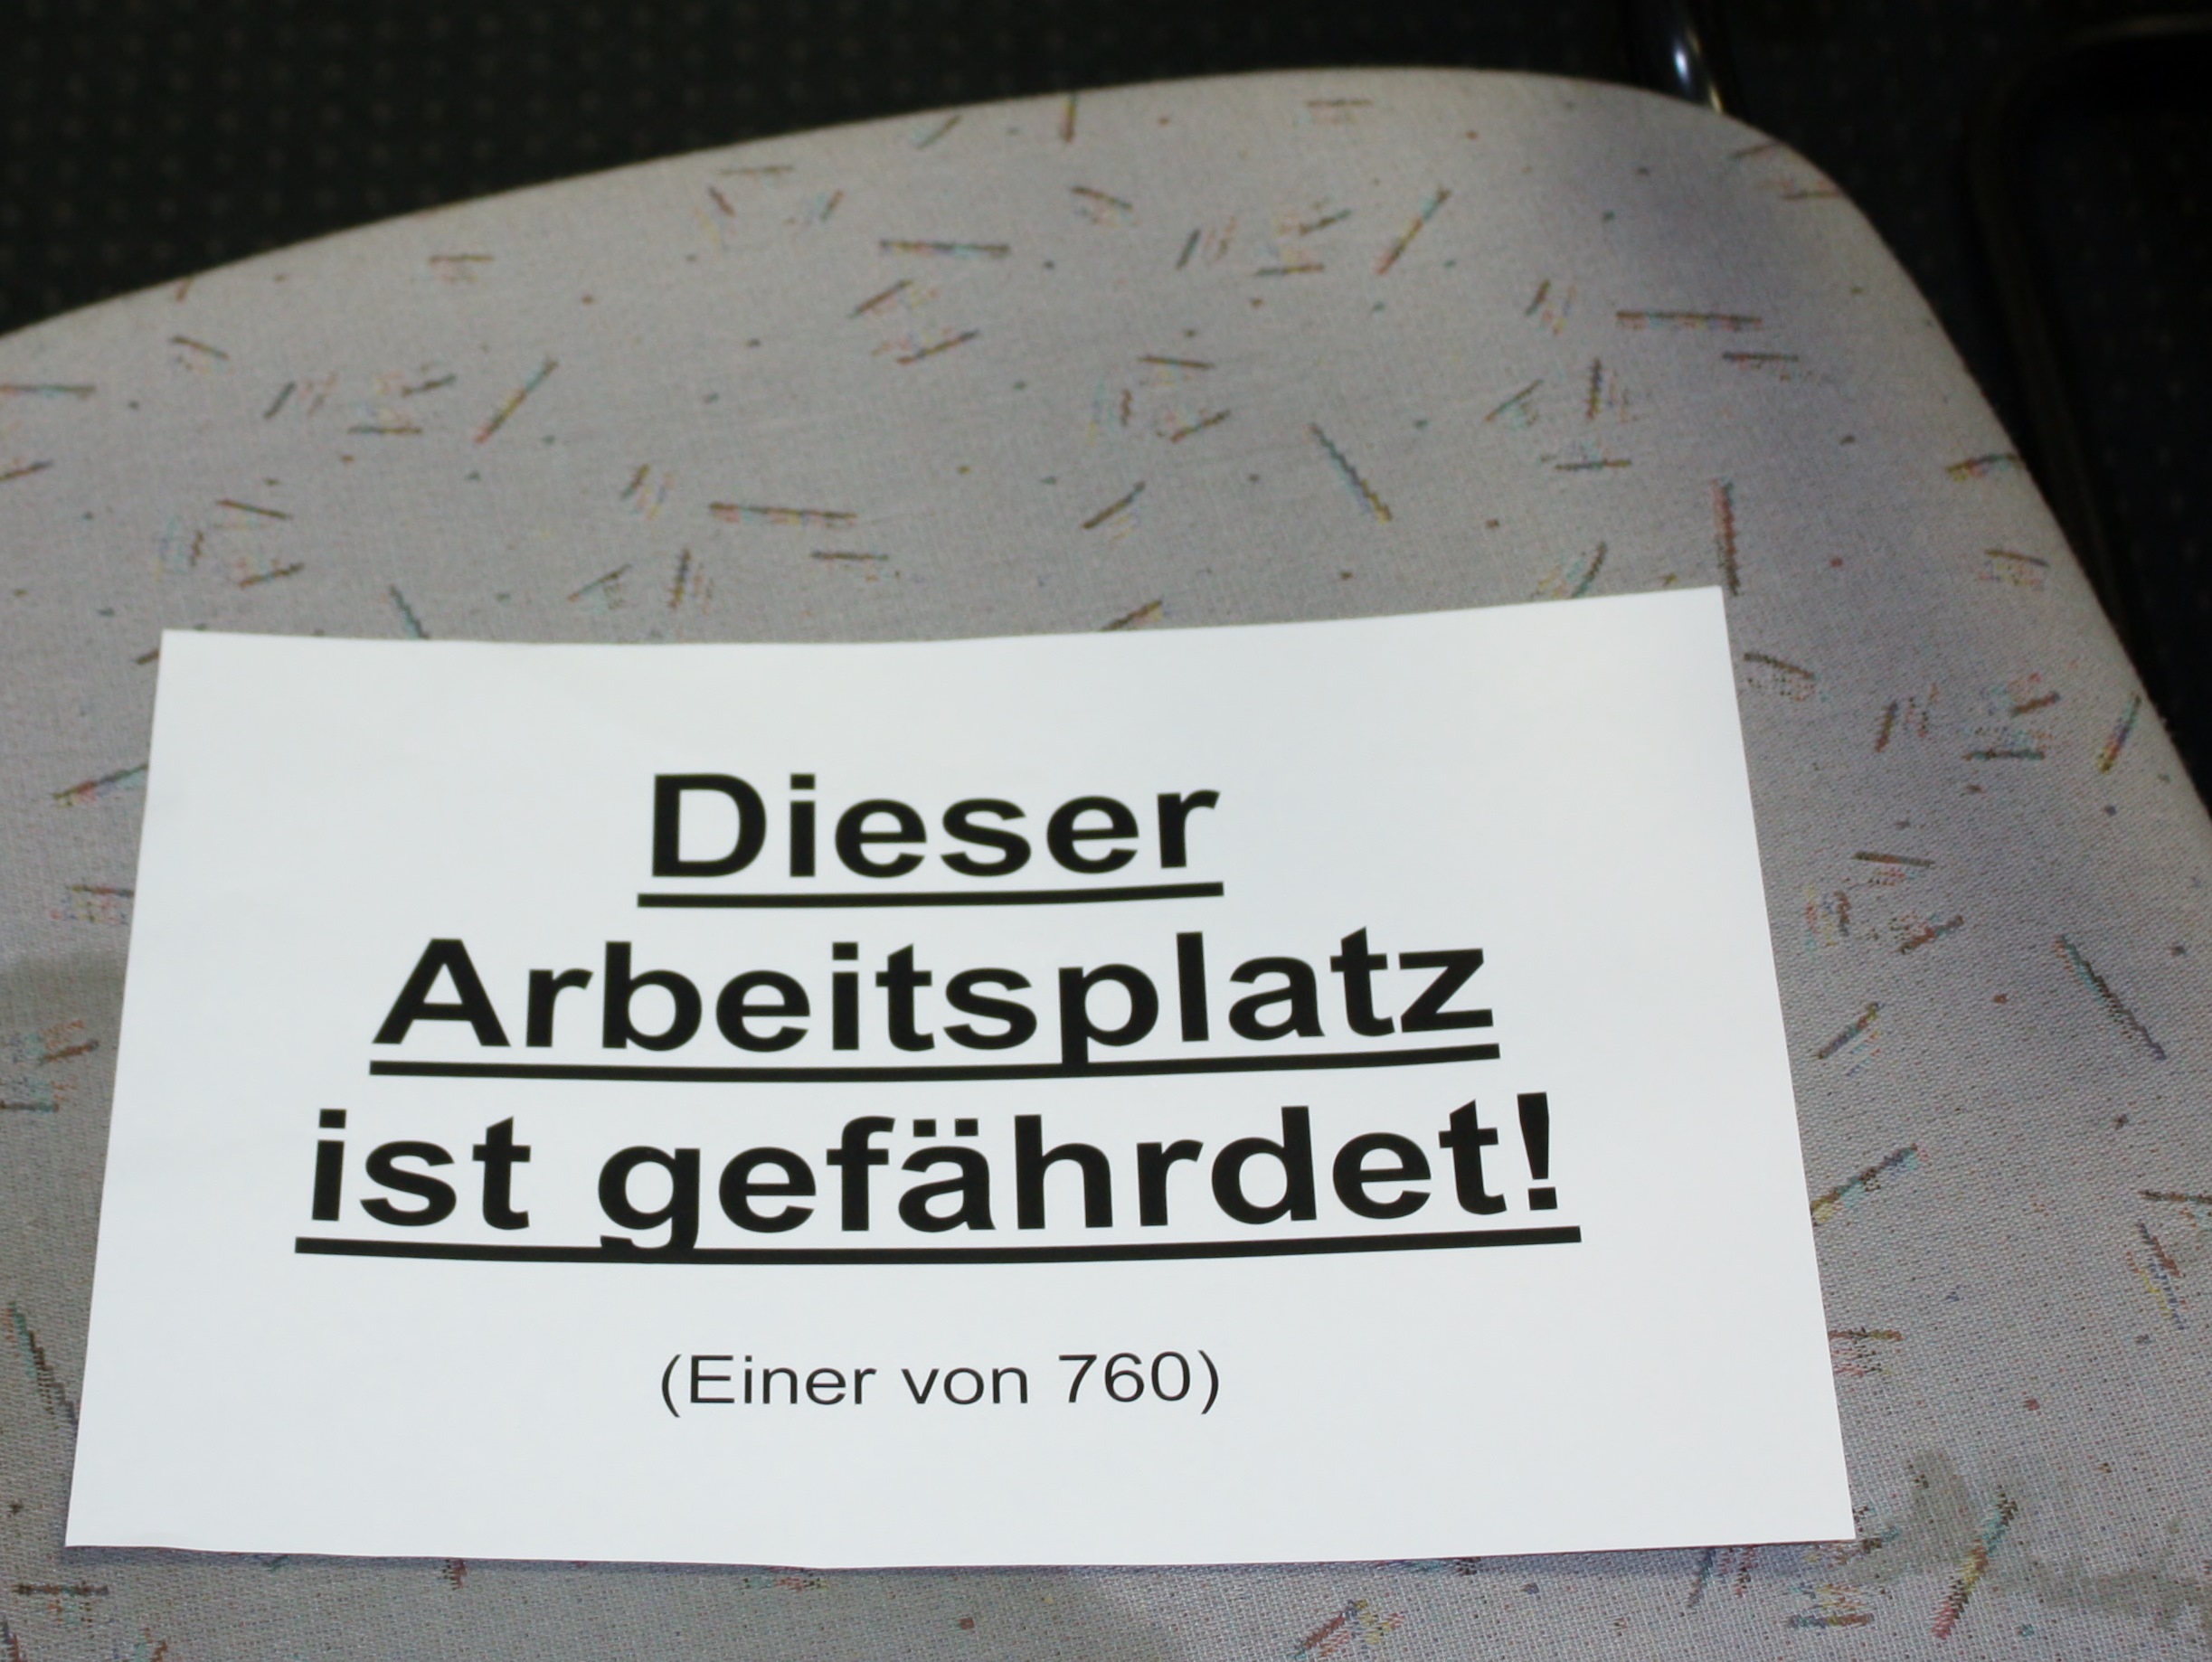 Dieser
Arbeitsplatz
ist gefährdet!
(Einer von 760)